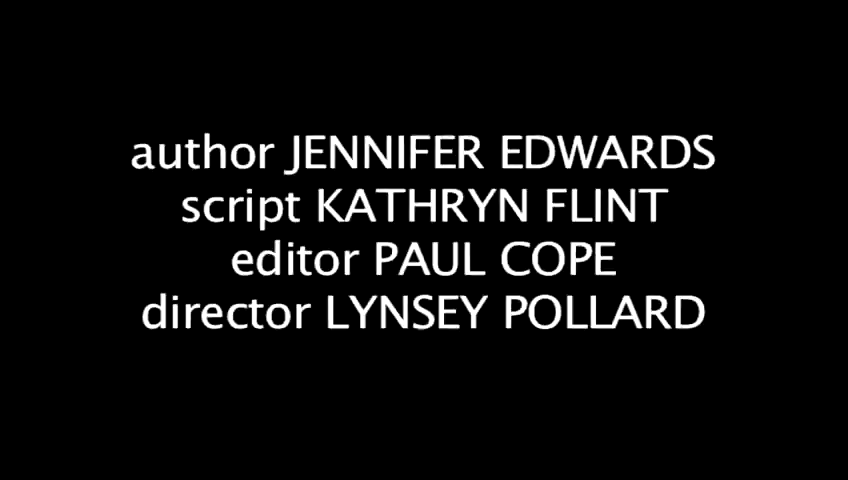 author JENNIFER EDWARDS
script KATHRYN FLINT
editor PAUL COPE
director LYNSEY POLLARD